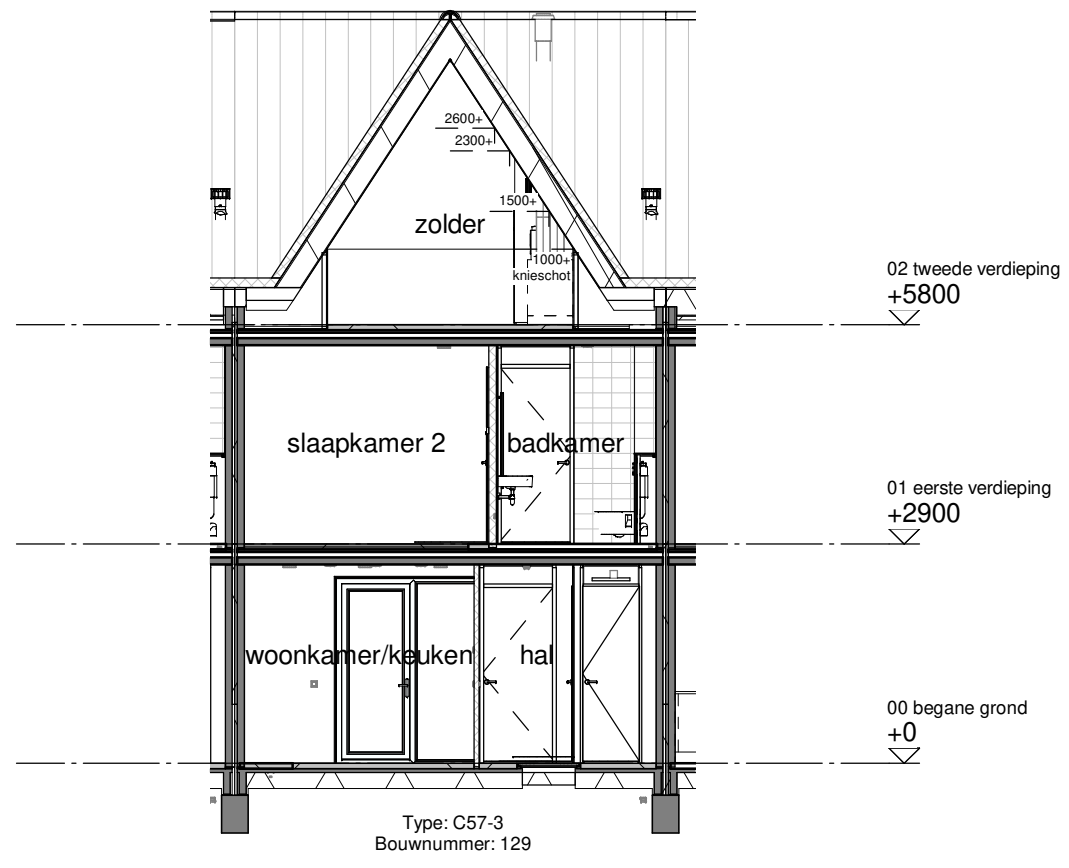 2600+
2300+
1500+
zolder
1000+
knieschot
02 tweede verdieping
+5800
slaapkamer 2
badkamer
01 eerste verdieping
+2900
woonkamer/keuken
hal
00 begane grond
+0
Type: C57-3
Bouwnummer: 129